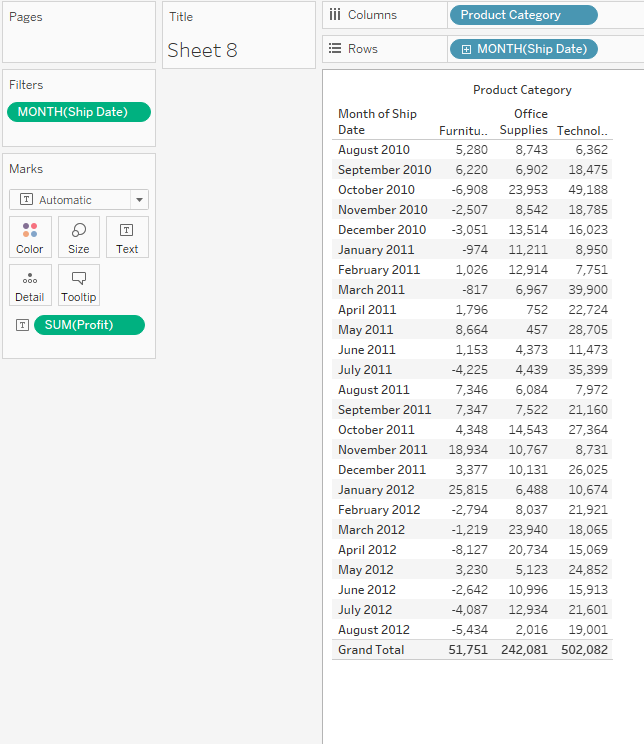 Pages
Title
Sheet 8
Columns
Product Category
Rows
MONTH(Ship Date)
Filters
MONTH(Ship Date)
Marks
T Automatic
Color Size Text
Detail Tooltip
T SUM(Profit)
Product Category
Month of Ship Office
Date Furnitu.. Supplies Technol..
August 2010 5,280 8,743 6,362
September 2010 6,220 6,902 18,475
October 2010 -6,908 23,953 49,188
November 2010 -2,507 8,542 18,785
December 2010 -3,051 13,514 16,023
January 2011 -974 11,211 8,950
February 2011 1,026 12,914 7,751
March 2011 -817 6,967 39,900
April 2011 1,796 752 22,724
May 2011 8,664 457 28,705
June 2011 1,153 4,373 11,473
July 2011 -4,225 4,439 35,399
August 2011 7,346 6,084 7,972
September 2011 7,347 7,522 21,160
October 2011 4,348 14,543 27,364
November 2011 18,934 10,767 8,731
December 2011 3,377 10,131 26,025
January 2012 25,815 6,488 10,674
February 2012 -2,794 8,037 21,921
March 2012 -1,219 23,940 18,065
April 2012 -8,127 20,734 15,069
May 2012 3,230 5,123 24,852
June 2012 -2,642 10,996 15,913
July 2012 -4,087 12,934 21,601
August 2012 -5,434 2,016 19,001
Grand Total 51,751 242,081 502,082